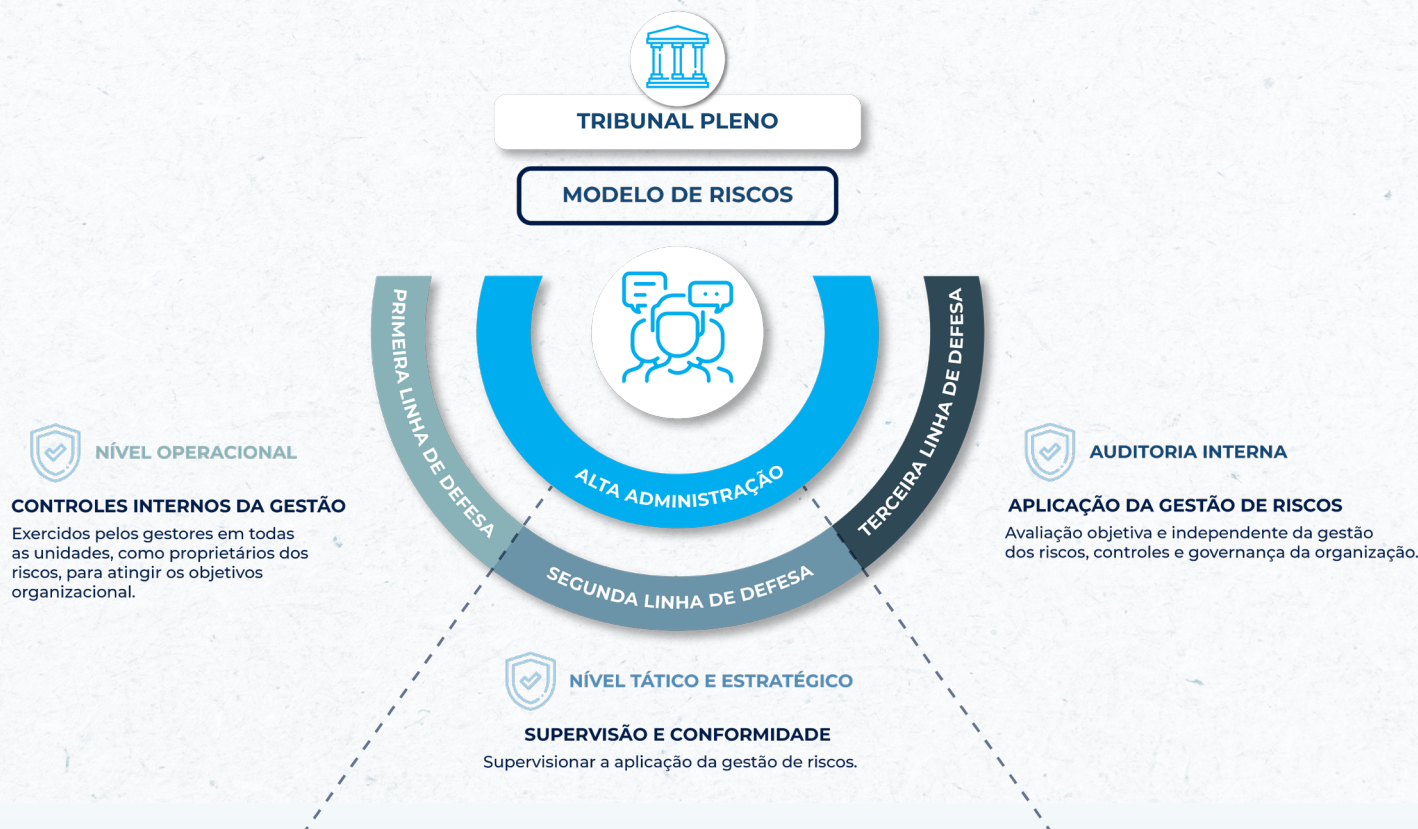 TRIBUNAL PLENO
MODELO DE RISCOS
PRIMEIRA LINHA DE DEFESA
ALTA ADMINISTRAÇÃO
SEGUNDA LINHA DE DEFESA
TERCEIRA LINHA DE DEFESA
NÍVEL OPERACIONAL
CONTROLES INTERNOS DA GESTÃO
Exercidos pelos gestores em todas
as unidades, como proprietários dos
riscos, para atingir os objetivos
organizacional.
NÍVEL TÁTICO E ESTRATÉGICO
SUPERVISÃO E CONFORMIDADE
Supervisionar a aplicação da gestão de riscos.
AUDITORIA INTERNA
APLICAÇÃO DA GESTÃO DE RISCOS
Avaliação objetiva e independente da gestão
dos riscos, controles e governança da organização.